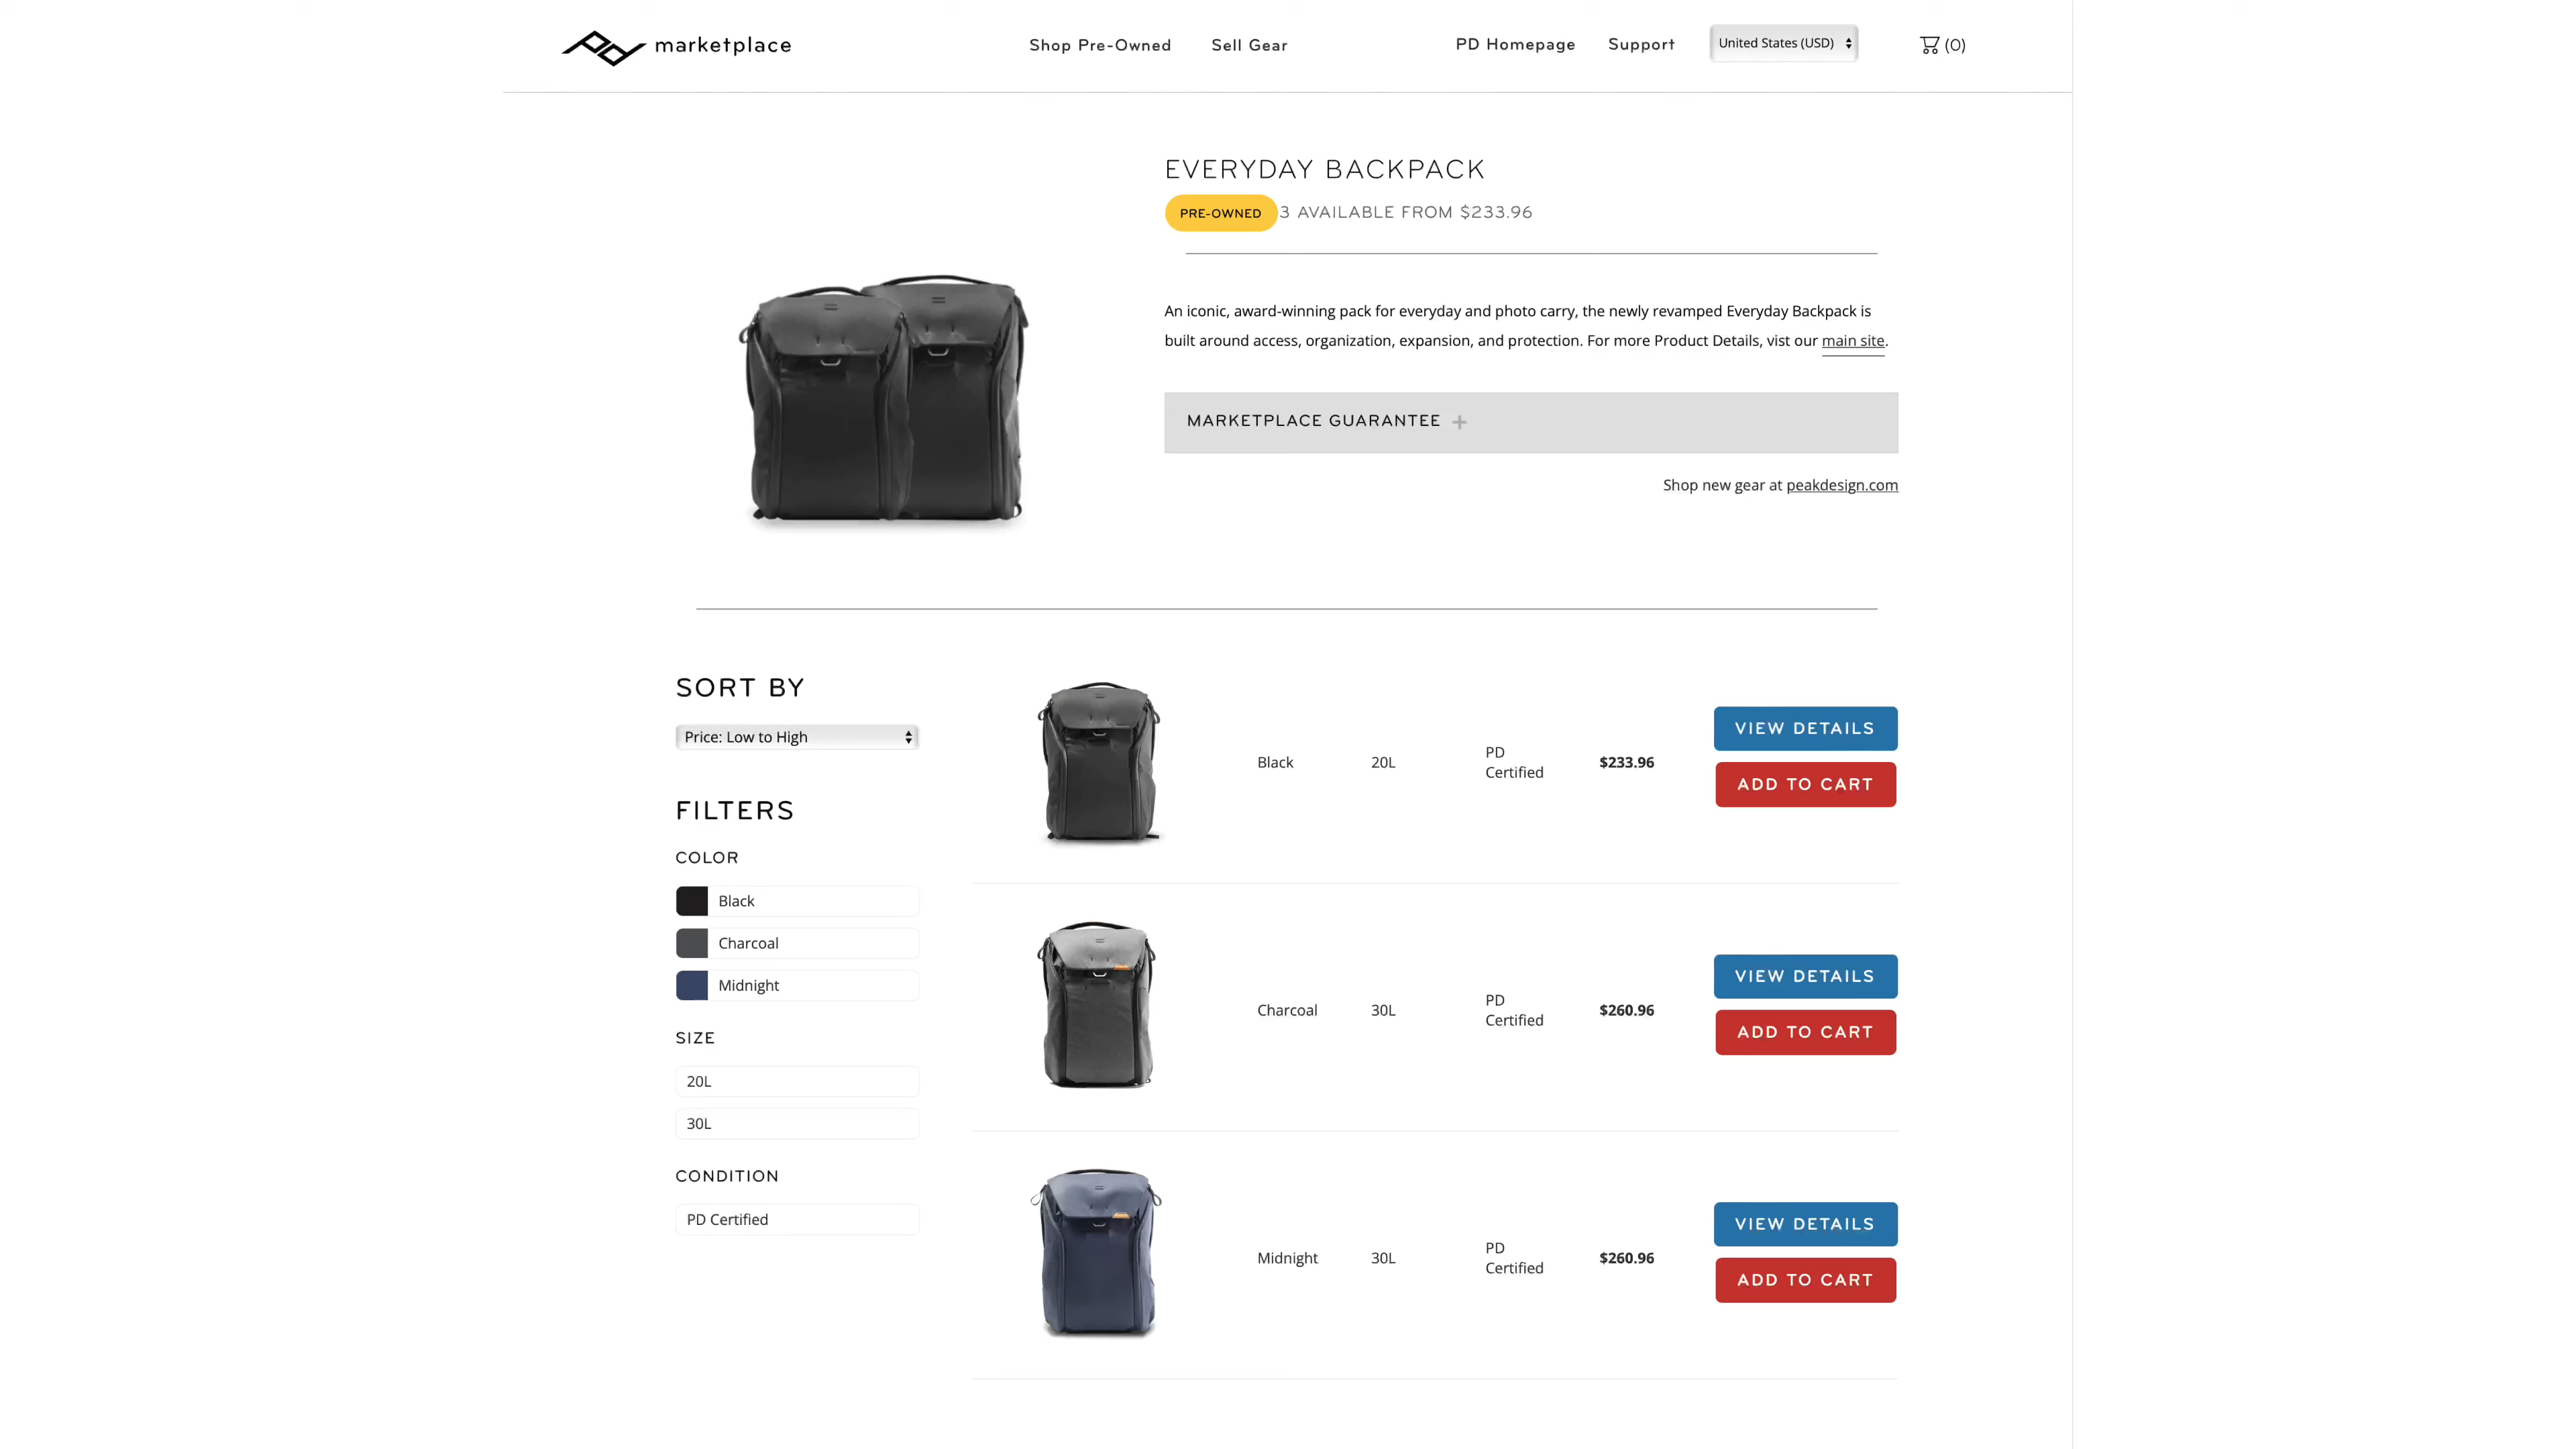 marketplace
Shop Pre-Owned
Sell Gear
PD Homepage
Support
United States (USD)
(0)
EVERYDAY BACKPACK
PRE-OWNED
3 AVAILABLE FROM $233.96
An iconic, award-winning pack for everyday and photo carry, the newly revamped Everyday Backpack is
built around access, organization, expansion, and protection. For more Product Details, vist our main site.
MARKETPLACE GUARANTEE +
Shop new gear at peakdesign.com
SORT BY
Price: Low to High
FILTERS
COLOR
Black
Charcoal
Midnight
SIZE
20L
30L
CONDITION
PD Certified
Black
20L
PD
Certified
$233.96
VIEW DETAILS
ADD TO CART
Charcoal
30L
PD
Certified
$260.96
VIEW DETAILS
ADD TO CART
Midnight
30L
PD
Certified
$260.96
VIEW DETAILS
ADD TO CART